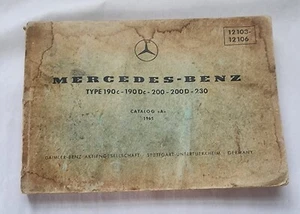 12103-
12106
MERCEDES-BENZ
TYPE 190c-190Dc-200-200D-230
CATALOG »A«
1965
DAIMLER-BENZ AKTIENGESELLSCHAFT · STUTTGART-UNTERTÜRKHEIM · GERMANY